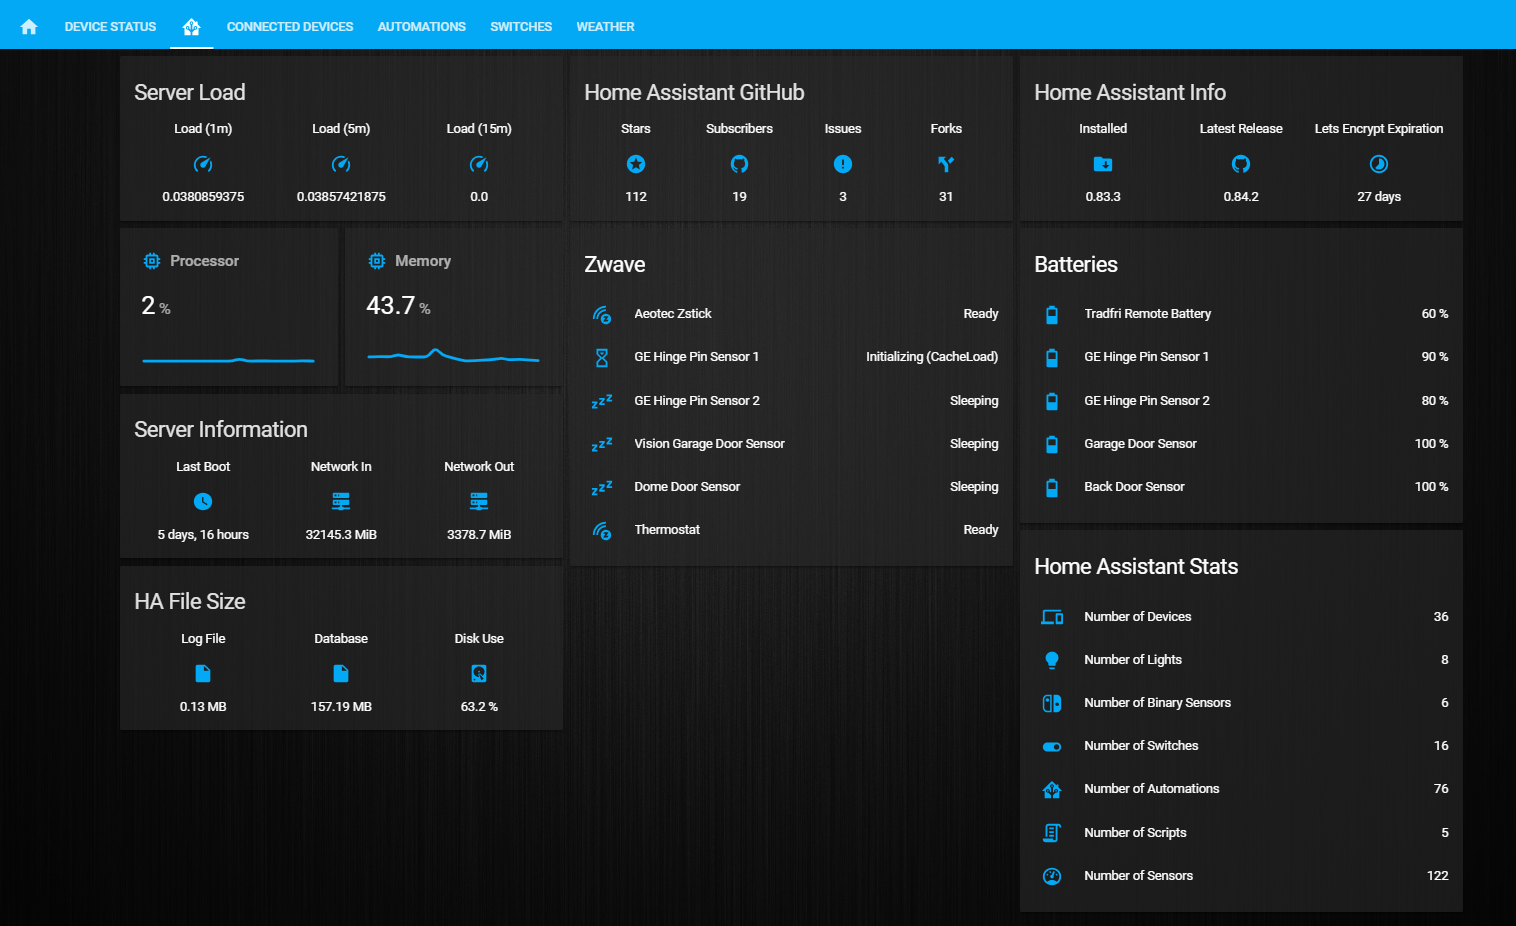 DEVICE STATUS CONNECTED DEVICES AUTOMATIONS SWITCHES WEATHER
Server Load
Load (1m) Load (5m) Load (15m)
0.0380859375 0.03857421875 0.0
Processor
2 %
Memory
43.7 %
Server Information
Last Boot Network In Network Out
5 days, 16 hours 32145.3 MiB 3378.7 MiB
HA File Size
Log File Database Disk Use
0.13 MB 157.19 MB 63.2 %
Home Assistant GitHub
Stars Subscribers Issues Forks
112 19 3 31
Zwave
Aeotec Zstick Ready
GE Hinge Pin Sensor 1 Initializing (CacheLoad)
GE Hinge Pin Sensor 2 Sleeping
Vision Garage Door Sensor Sleeping
Dome Door Sensor Sleeping
Thermostat Ready
Home Assistant Info
Installed Latest Release Lets Encrypt Expiration
0.83.3 0.84.2 27 days
Batteries
Tradfri Remote Battery 60 %
GE Hinge Pin Sensor 1 90 %
GE Hinge Pin Sensor 2 80 %
Garage Door Sensor 100 %
Back Door Sensor 100 %
Home Assistant Stats
Number of Devices 36
Number of Lights 8
Number of Binary Sensors 6
Number of Switches 16
Number of Automations 76
Number of Scripts 5
Number of Sensors 122